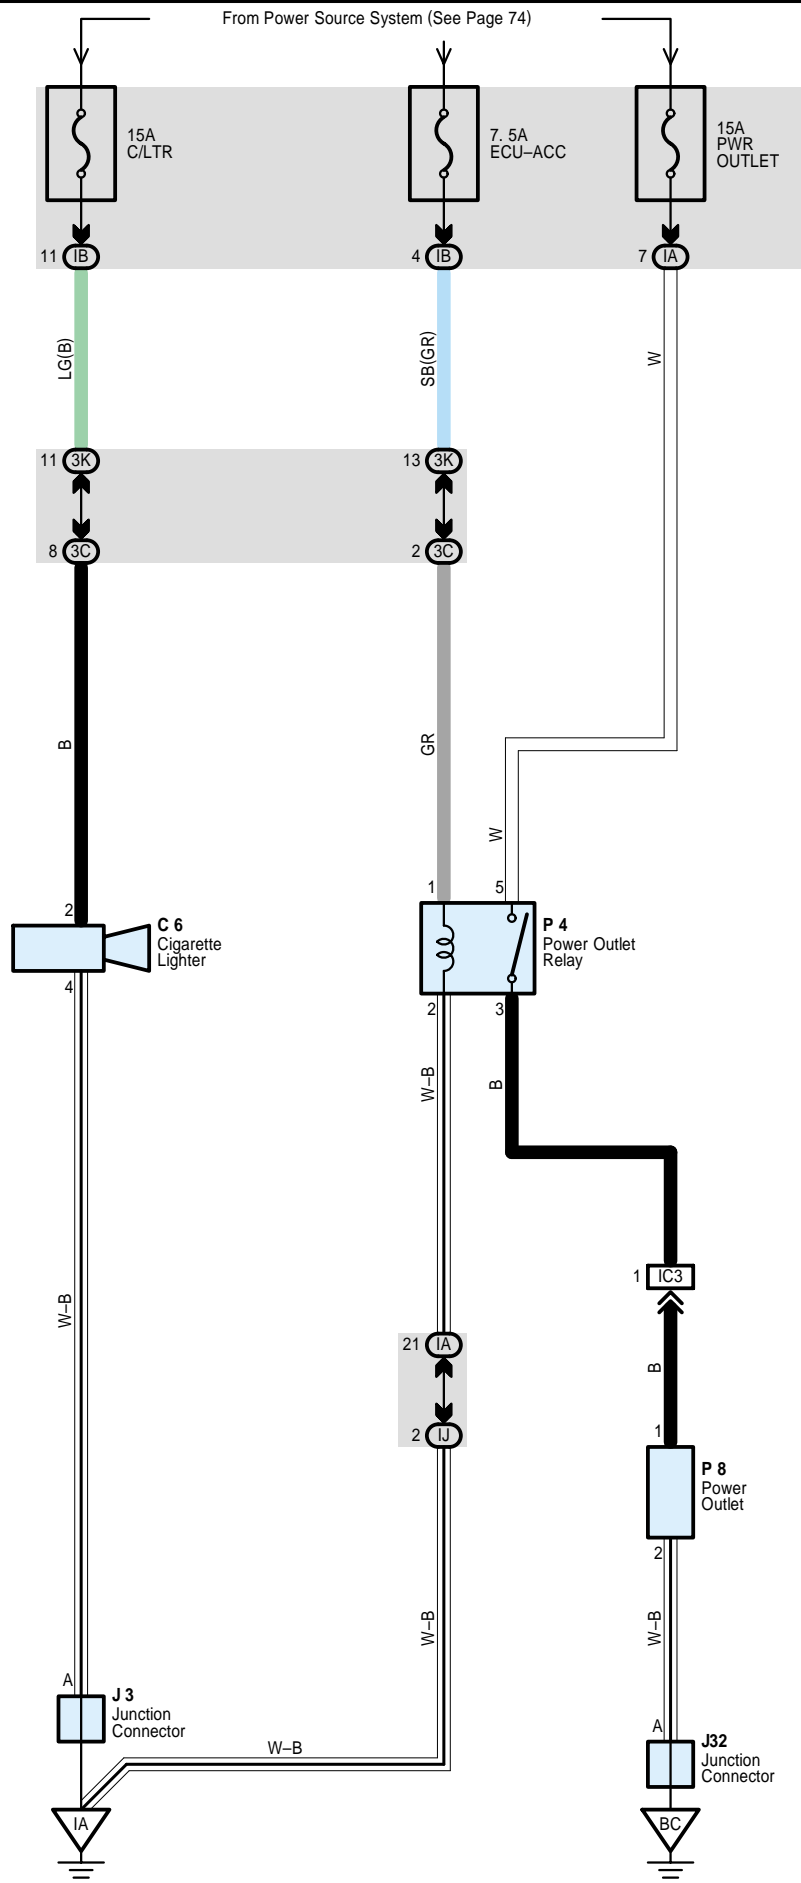 From Power Source System (See Page 74)
15A
C/LTR
7. 5A
ECU–ACC
15A
PWR
OUTLET
11 IB
4 IB
7 IA
LG(B)
SB(GR)
W
11 3K
13 3K
8 3C
2 3C
B
GR
W
1
5
2
C 6
Cigarette
Lighter
P 4
Power Outlet
Relay
4
2
3
W–B
B
1 IC3
W–B
21 IA
B
2 IJ
1
P 8
Power
Outlet
2
W–B
W–B
A
J 3
Junction
Connector
A
J32
Junction
Connector
W–B
IA
BC